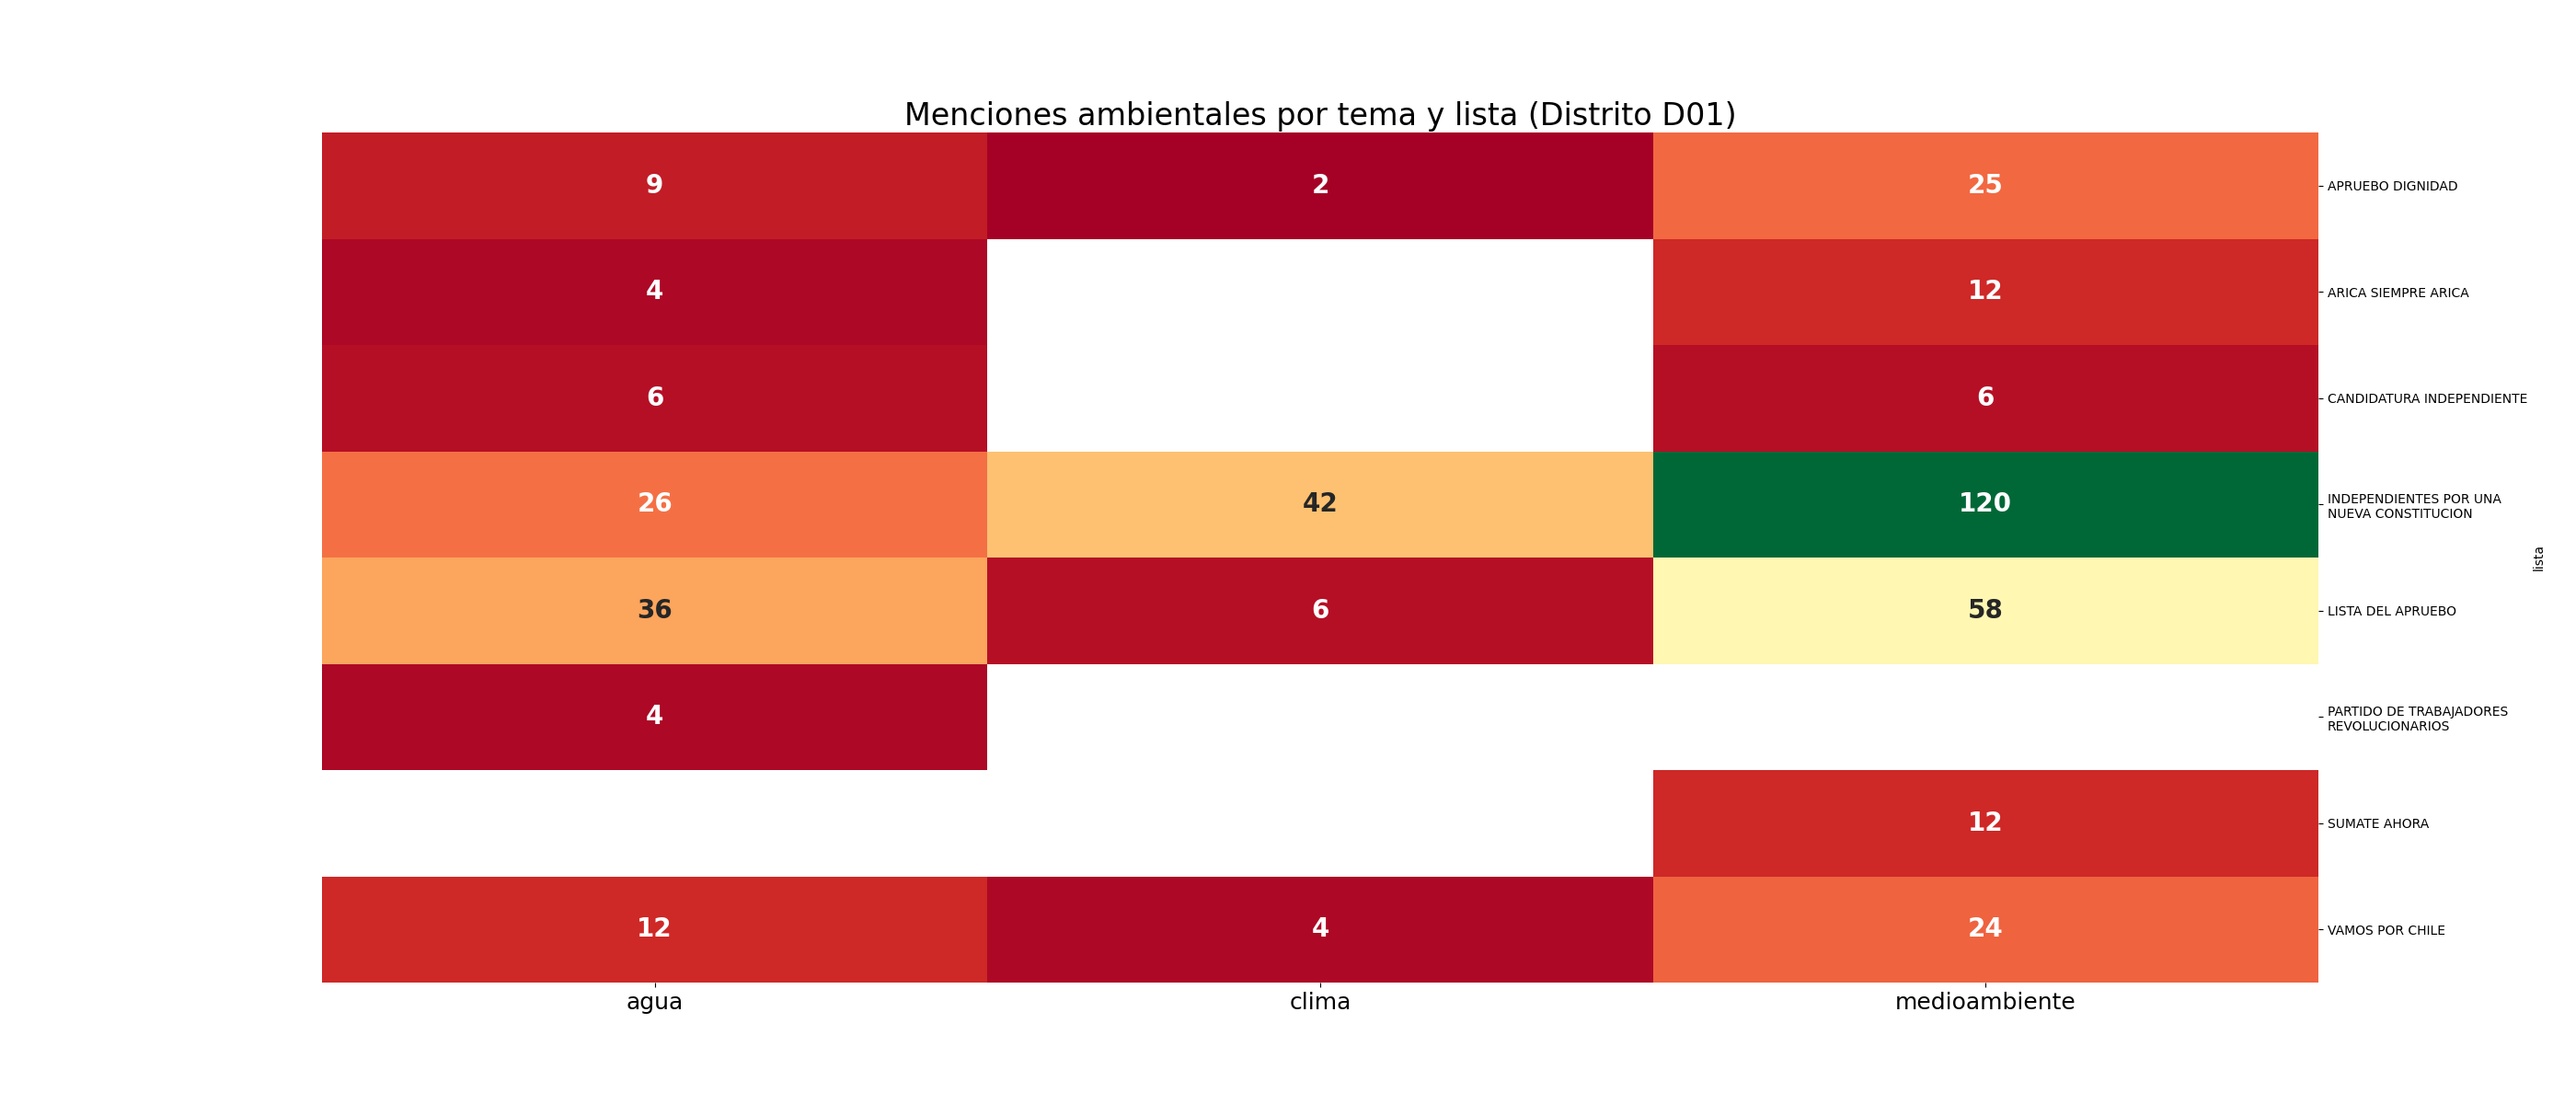 Menciones ambientales por tema y lista (Distrito D01)
9 2 25 APRUEBO DIGNIDAD
4 12 ARICA SIEMPRE ARICA
6 6 CANDIDATURA INDEPENDIENTE
26 42 120 INDEPENDIENTES POR UNA
NUEVA CONSTITUCION
lista
36 6 58 LISTA DEL APRUEBO
4 PARTIDO DE TRABAJADORES
REVOLUCIONARIOS
12 SUMATE AHORA
12 4 24 VAMOS POR CHILE
agua clima medioambiente